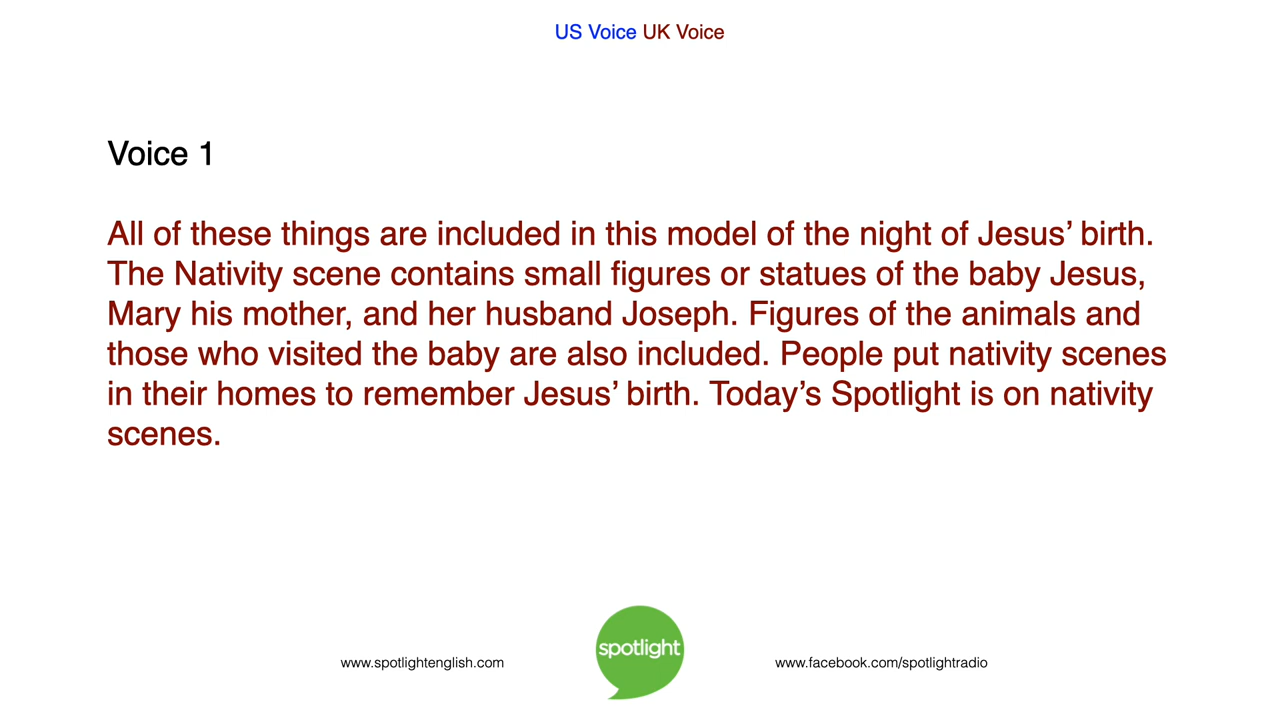 US Voice UK Voice
Voice 1
All of these things are included in this model of the night of Jesus’ birth.
The Nativity scene contains small figures or statues of the baby Jesus,
Mary his mother, and her husband Joseph. Figures of the animals and
those who visited the baby are also included. People put nativity scenes
in their homes to remember Jesus’ birth. Today’s Spotlight is on nativity
scenes.
spotlight
www.spotlightenglish.com
www.facebook.com/spotlightradio